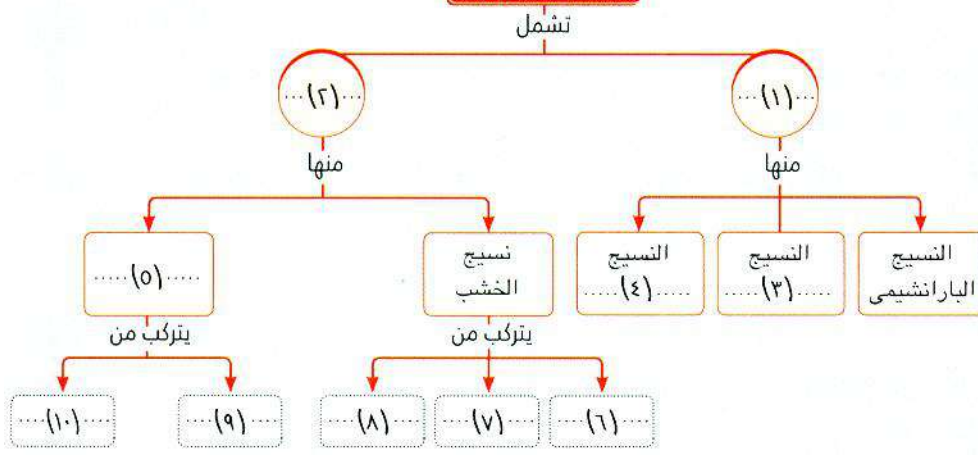 تشمل
....(١)....
....(٢)....
منها
منها
النسيج
البارانشيمى
النسيج
.....(٣).....
النسيج
.....(٤).....
نسيج
الخشب
.....(٥).....
يتركب من
يتركب من
....(٦)....
....(٧)....
....(٨)....
....(٩)....
....(١٠)....